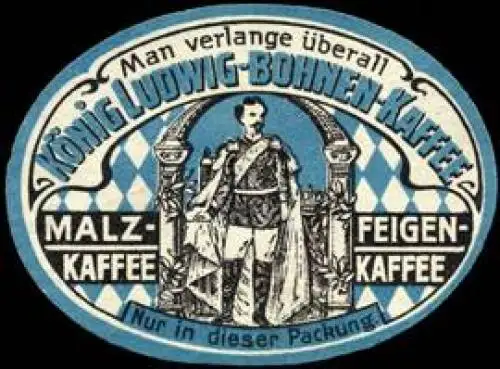 Man verlange überall
KÖNIG LUDWIG-BOHNEN-KAFFEE
MALZ-
KAFFEE
FEIGEN-
KAFFEE
Nur in dieser Packung.